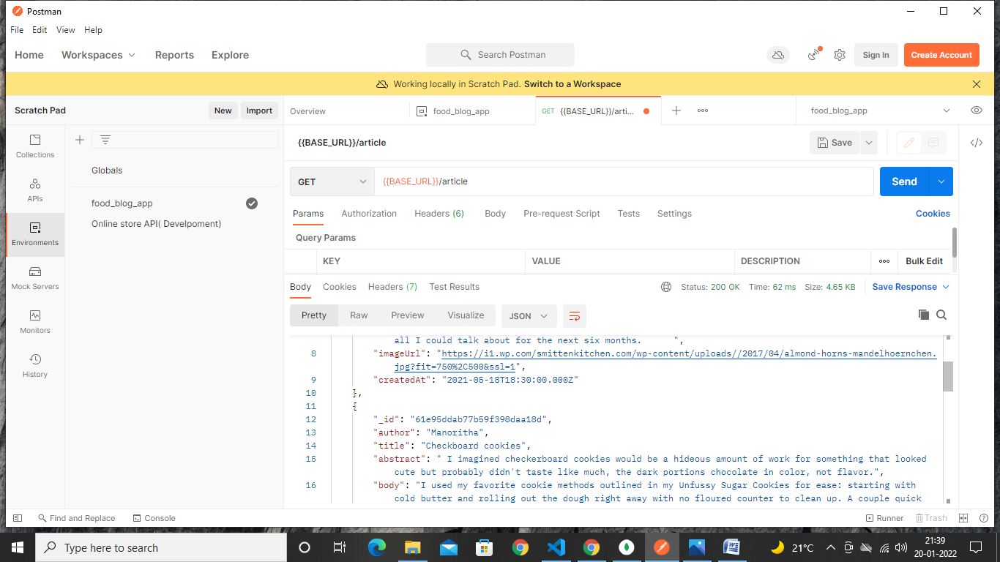 Postman
File Edit View Help
Home Workspaces Reports Explore Search Postman Sign In Create Account
Working locally in Scratch Pad. Switch to a Workspace
Scratch Pad New Import Overview food_blog_app GET {{BASE_URL}}/arti... food_blog_app
Collections
APIs
Environments
Mock Servers
Monitors
History
Globals
food_blog_app
Online store API( Develpoment)
{{BASE_URL}}/article Save
GET {{BASE_URL}}/article Send
Params Authorization Headers (6) Body Pre-request Script Tests Settings Cookies
Query Params
KEY VALUE DESCRIPTION Bulk Edit
Body Cookies Headers (7) Test Results Status: 200 OK Time: 62 ms Size: 4.65 KB Save Response
Pretty Raw Preview Visualize JSON
all I could talk about for the next six months. ",
8 "imageUrl": "https://i1.wp.com/smittenkitchen.com/wp-content/uploads//2017/04/almond-horns-mandelhoernchen.
jpg?fit=750%2C500&ssl=1",
9 "createdAt": "2021-05-18T18:30:00.000Z"
10 },
11 {
12 "_id": "61e95ddab77b59f398daa18d",
13 "author": "Manoritha",
14 "title": "Checkboard cookies",
15 "abstract": " I imagined checkerboard cookies would be a hideous amount of work for something that looked
cute but probably didn't taste like much, the dark portions chocolate in color, not flavor.",
16 "body": "I used my favorite cookie methods outlined in my Unfussy Sugar Cookies for ease: starting with
cold butter and rolling out the dough right away with no floured counter to clean up. A couple quick
Find and Replace Console Runner Trash
Type here to search 21°C 21:39
20-01-2022